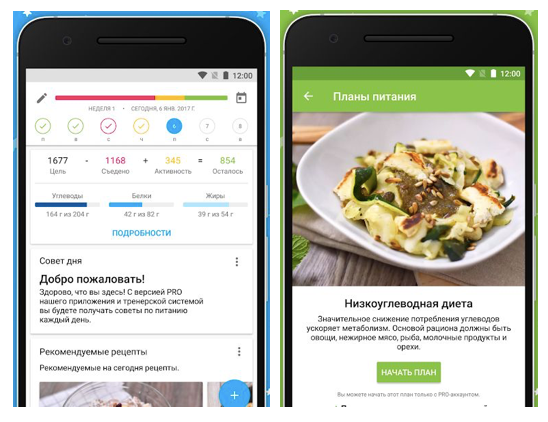 12:00
НЕДЕЛЯ 1 • СЕГОДНЯ, 6 ЯНВ. 2017 Г.
П В С Ч 6 П 7 С 8 В
1677 - 1168 + 345 = 854
Цель Съедено Активность Осталось
Углеводы Белки Жиры
164 г из 204 г 42 г из 82 г 39 г из 54 г
ПОДРОБНОСТИ
Совет дня
Добро пожаловать!
Здорово, что вы здесь! С версией PRO
нашего приложения и тренерской системой
вы будете получать советы по питанию
каждый день.
Рекомендуемые рецепты
Рекомендуемые на сегодня рецепты.
12:00
Планы питания
Низкоуглеводная диета
Значительное снижение потребления углеводов
ускоряет метаболизм. Основой рациона должны быть
овощи, нежирное мясо, рыба, молочные продукты и
орехи.
НАЧАТЬ ПЛАН
Вы можете начать этот план только с PRO-аккаунтом.